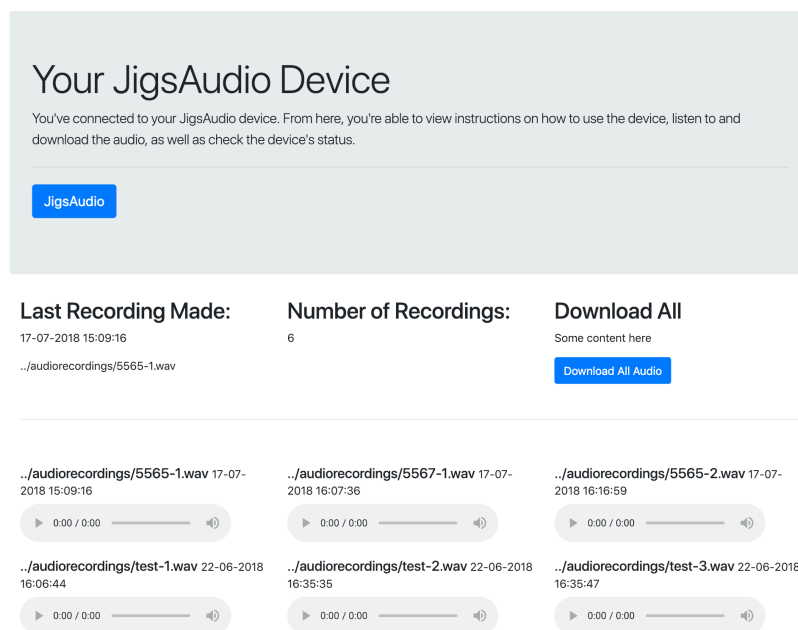 Your JigsAudio Device
You've connected to your JigsAudio device. From here, you're able to view instructions on how to use the device, listen to and
download the audio, as well as check the device's status.
JigsAudio
Last Recording Made:
17-07-2018 15:09:16
../audiorecordings/5565-1.wav
Number of Recordings:
6
Download All
Some content here
Download All Audio
../audiorecordings/5565-1.wav 17-07-
2018 15:09:16
0:00 / 0:00
../audiorecordings/5567-1.wav 17-07-
2018 16:07:36
0:00 / 0:00
../audiorecordings/5565-2.wav 17-07-
2018 16:16:59
0:00 / 0:00
../audiorecordings/test-1.wav 22-06-2018
16:06:44
0:00 / 0:00
../audiorecordings/test-2.wav 22-06-2018
16:35:35
0:00 / 0:00
../audiorecordings/test-3.wav 22-06-2018
16:35:47
0:00 / 0:00